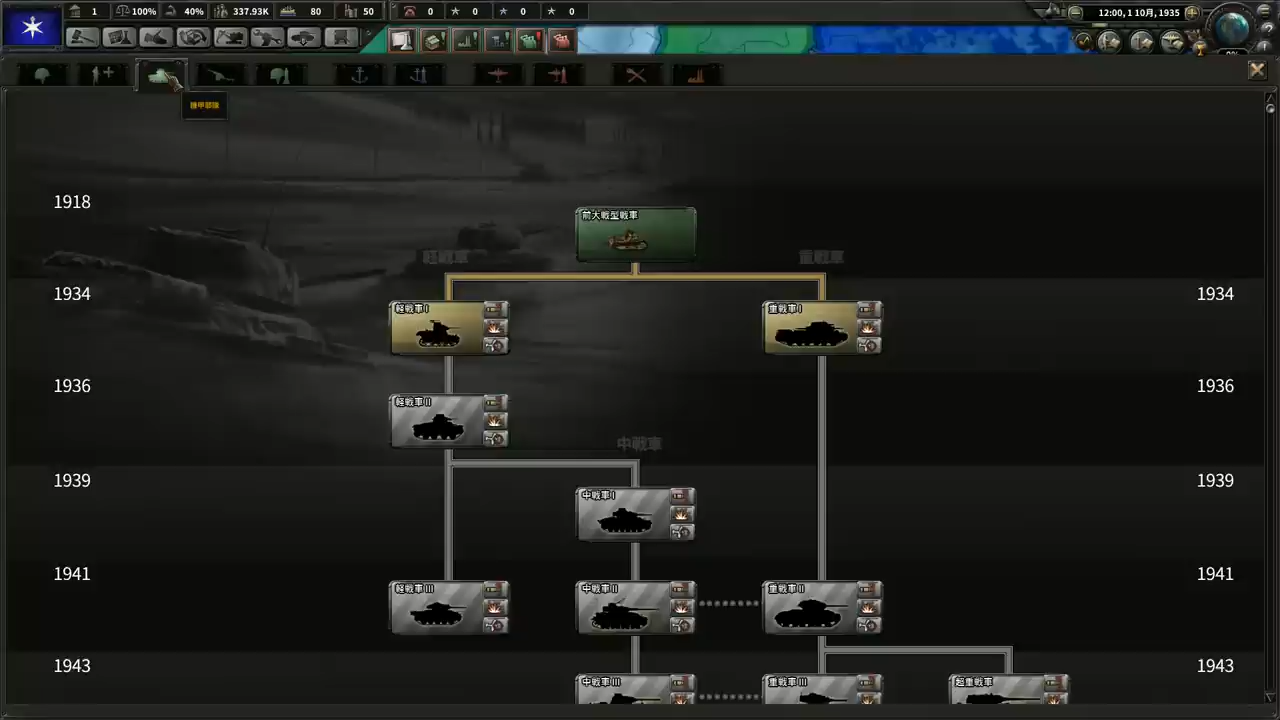 1 100% 40% 337.93K 80 50 0 0 0 0 12:00, 1 10月, 1935
機甲部隊
1918
前大戦型戦車
軽戦車 重戦車
1934 1934
軽戦車I 重戦車I
1936 1936
軽戦車II
中戦車
1939 1939
中戦車I
1941 1941
軽戦車III 中戦車II 重戦車II
1943 1943
中戦車III 重戦車III 超重戦車